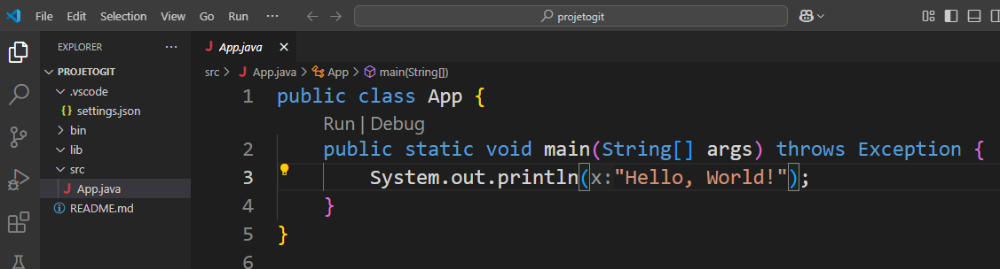 File Edit Selection View Go Run ··· ← → projetogit
EXPLORER ···
PROJETOGIT
.vscode
{ } settings.json
bin
lib
src
J App.java
README.md
J App.java ×
src > J App.java > App > main(String[])
1 public class App {
Run | Debug
2 public static void main(String[] args) throws Exception {
3 System.out.println(x:"Hello, World!");
4 }
5 }
6